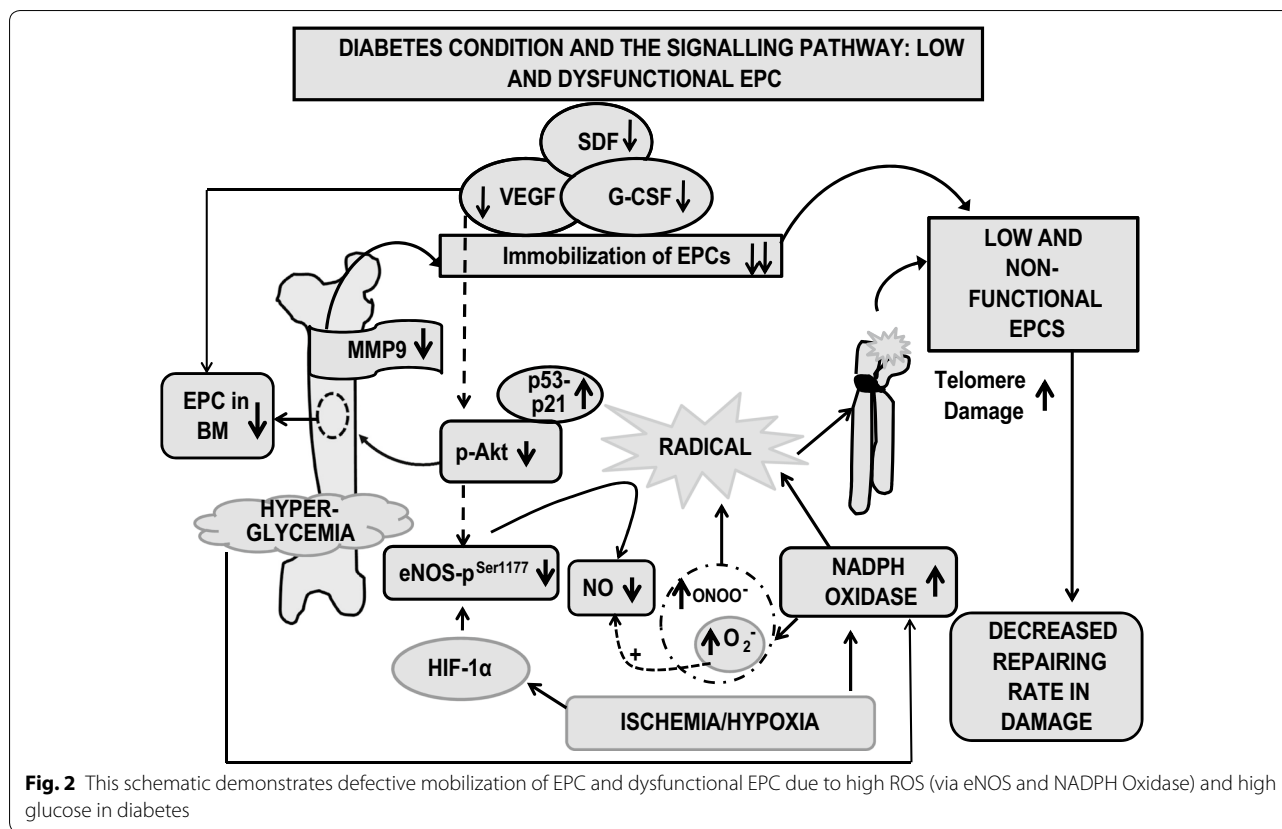 DIABETES CONDITION AND THE SIGNALLING PATHWAY: LOW
AND DYSFUNCTIONAL EPC
SDF ↓
↓ VEGF
G-CSF ↓
Immobilization of EPCs ↓↓
LOW AND
NON-
FUNCTIONAL
EPCS
MMP9 ↓
EPC in
BM ↓
p53-
p21 ↑
Telomere
Damage ↑
p-Akt ↓
RADICAL
HYPER-
GLYCEMIA
eNOS-p Ser1177 ↓
NO ↓
↑ ONOO-
↑ O2-
+
NADPH
OXIDASE ↑
HIF-1α
ISCHEMIA/HYPOXIA
DECREASED
REPAIRING
RATE IN
DAMAGE
Fig. 2 This schematic demonstrates defective mobilization of EPC and dysfunctional EPC due to high ROS (via eNOS and NADPH Oxidase) and high
glucose in diabetes